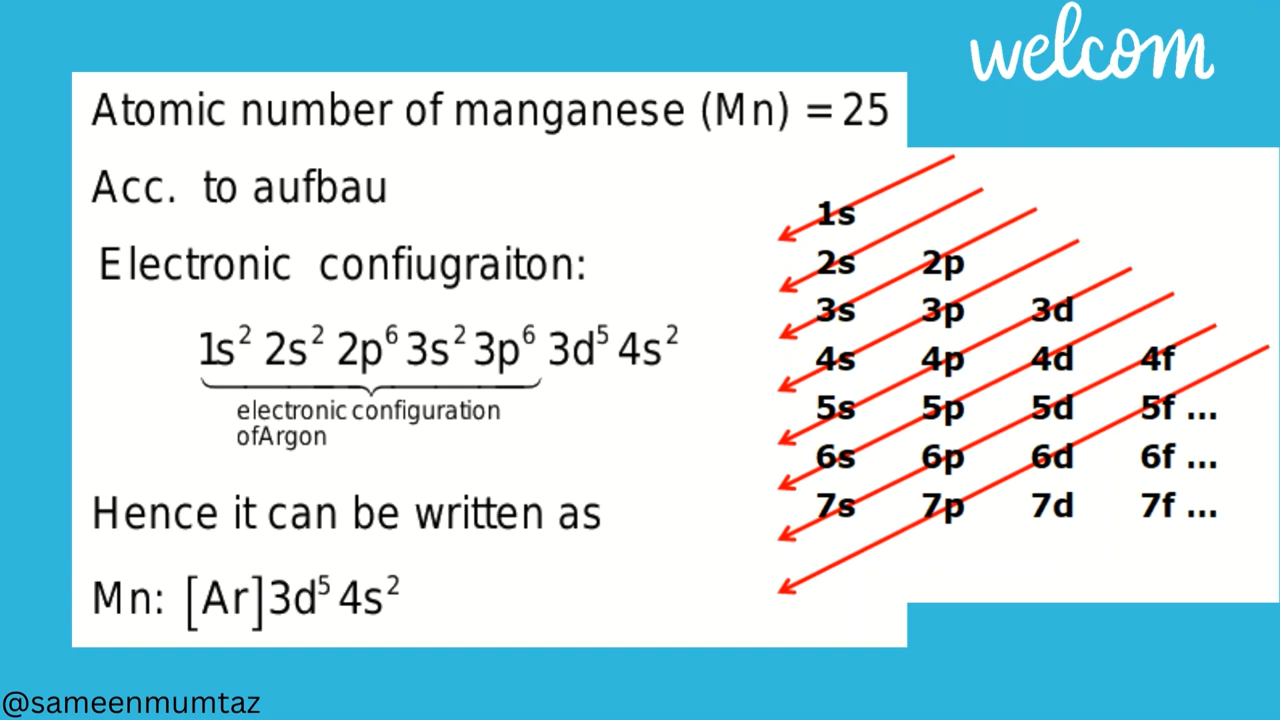 welcom
Atomic number of manganese (Mn) = 25
Acc. to aufbau
Electronic confiugraiton:
1s² 2s² 2p⁶ 3s² 3p⁶ 3d⁵ 4s²
electronic configuration
ofArgon
Hence it can be written as
Mn: [Ar]3d⁵ 4s²
1s
2s 2p
3s 3p 3d
4s 4p 4d 4f
5s 5p 5d 5f ...
6s 6p 6d 6f ...
7s 7p 7d 7f ...
@sameenmumtaz